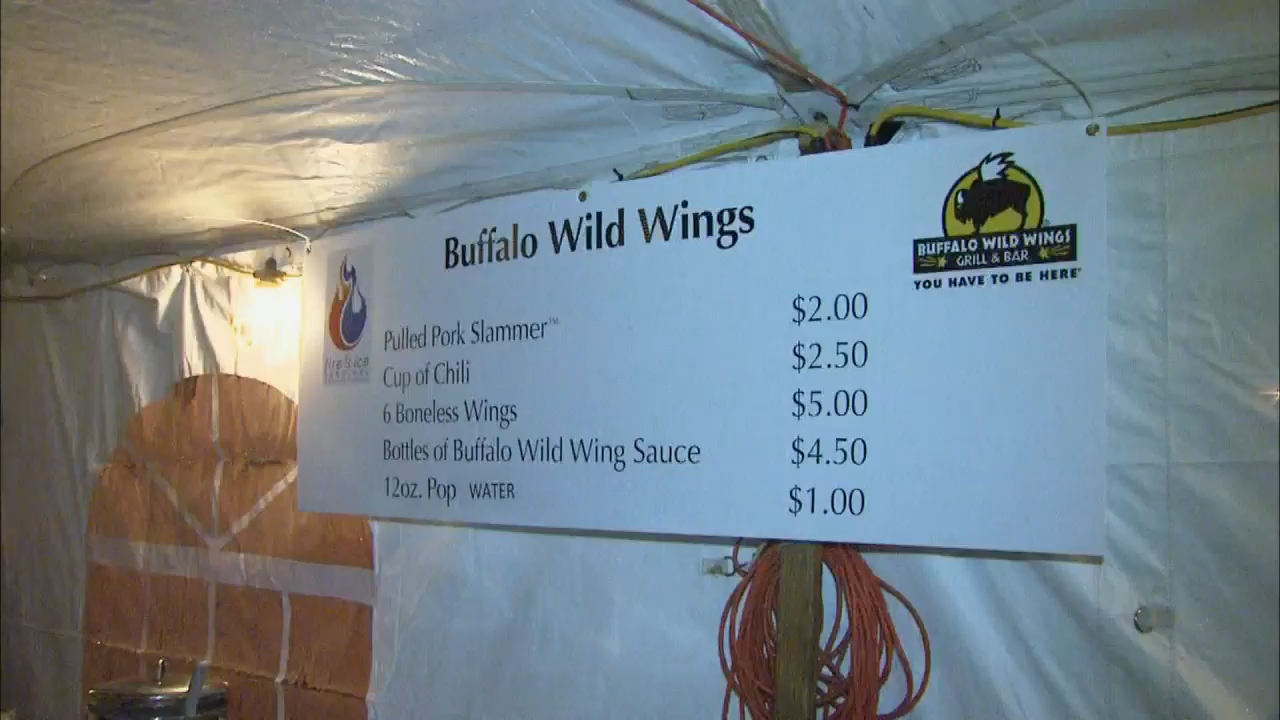 Buffalo Wild Wings
BUFFALO WILD WINGS
GRILL & BAR
YOU HAVE TO BE HERE
fire & ice
Pulled Pork Slammer™ $2.00
Cup of Chili $2.50
6 Boneless Wings $5.00
Bottles of Buffalo Wild Wing Sauce $4.50
12oz. Pop WATER $1.00